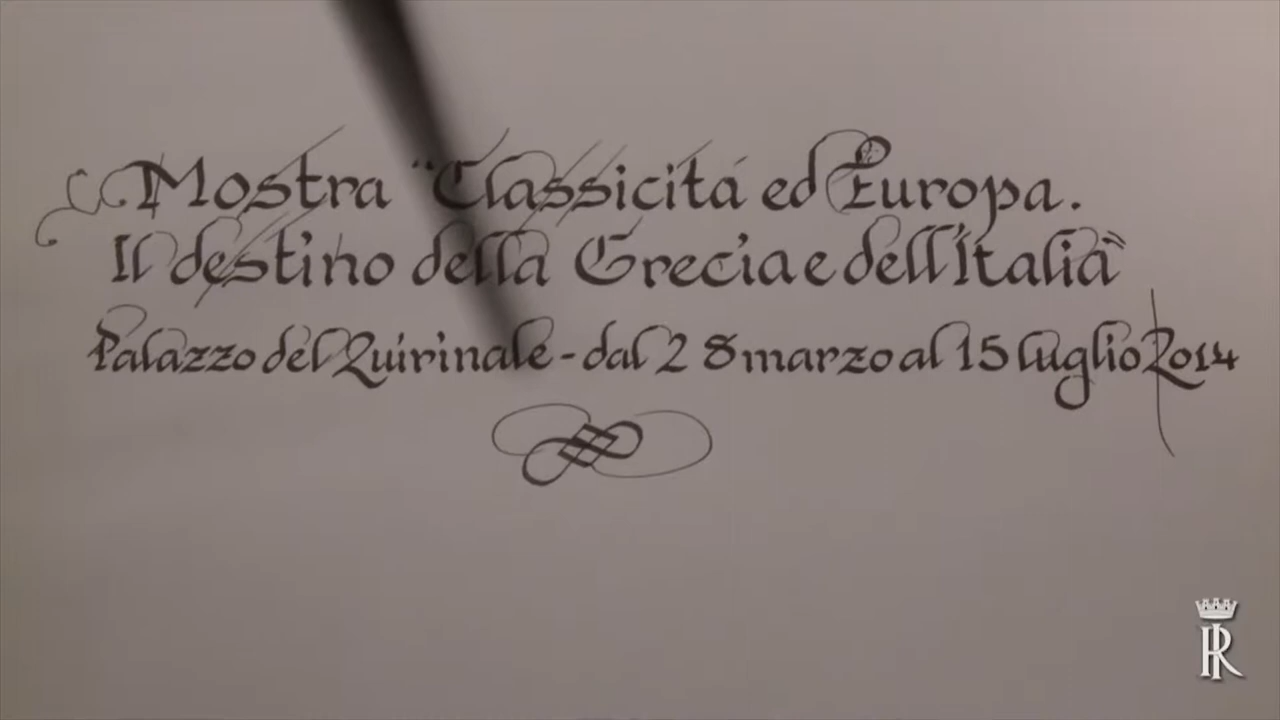 Mostra "Classicità ed Europa.
Il destino della Grecia e dell'Italia"
Palazzo del Quirinale - dal 28 marzo al 15 luglio 2014